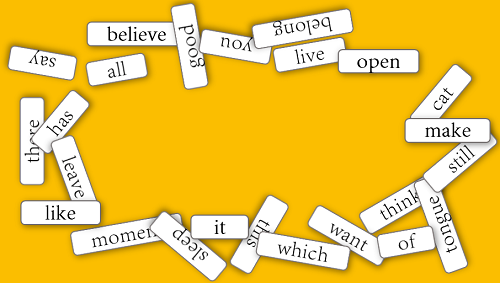 believe
good
you
belong
live
open
say
all
cat
make
still
has
there
leave
like
momen
sleep
it
this
which
want
think
of
tongue